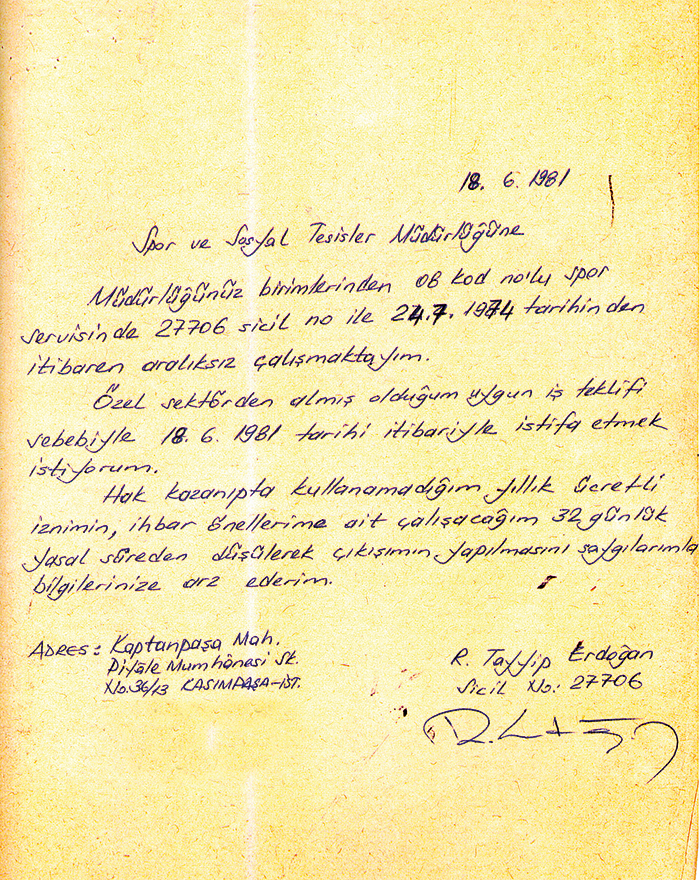 18. 6. 1981
Spor ve Sosyal Tesisler Müdürlüğüne
Müdürlüğünüz birimlerinden 08 kod no'lu spor
servisinde 27706 sicil no ile 24.7.1974 tarihinden
itibaren aralıksız çalışmaktayım.
Özel sektörden almış olduğum uygun iş teklifi
sebebiyle 18. 6. 1981 tarihi itibariyle istifa etmek
istiyorum.
Hak kazanıpta kullanamadığım yıllık ücretli
iznimin, ihbar önellerime ait çalışacağım 32 günlük
yasal süreden düşülerek çıkışımın yapılmasını saygılarımla
bilgilerinize arz ederim.
ADRES: Kaptanpaşa Mah.
Piyâle Mumhânesi Sk.
No.36/13 KASIMPAŞA-İST.
R. Tayyip Erdoğan
Sicil No: 27706